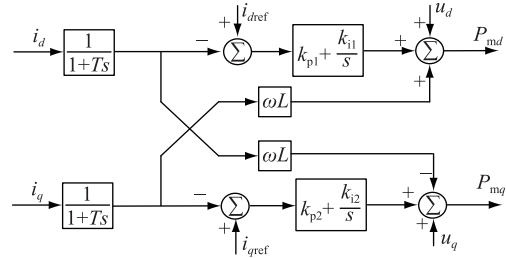 i_dref
u_d
i_d
1
1+Ts
+
−
Σ
k_p1+ k_i1
s
+
+
Σ
+
P_md
ωL
ωL
i_q
1
1+Ts
−
+
Σ
i_qref
k_p2+ k_i2
s
+
−
Σ
+
P_mq
u_q